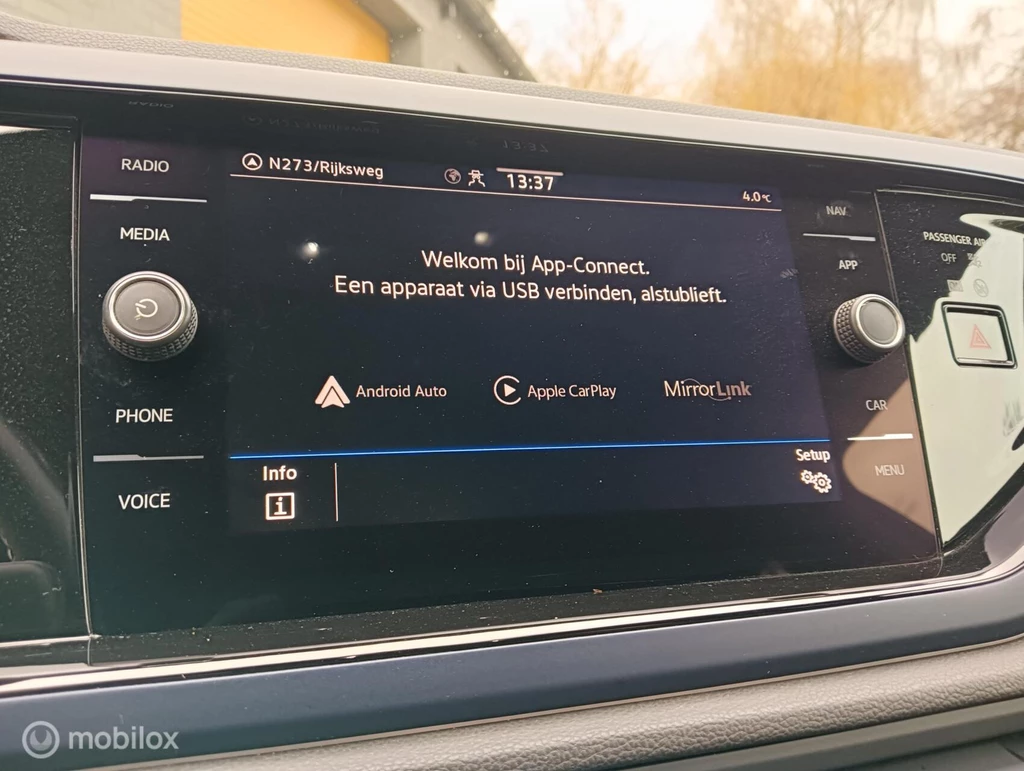 RADIO
MEDIA
PHONE
VOICE
N273/Rijksweg
13:37
4.0°C
Welkom bij App-Connect.
Een apparaat via USB verbinden, alstublieft.
Android Auto
Apple CarPlay
MirrorLink
Info
i
Setup
NAV
APP
CAR
MENU
PASSENGER AIR
OFF
mobilox